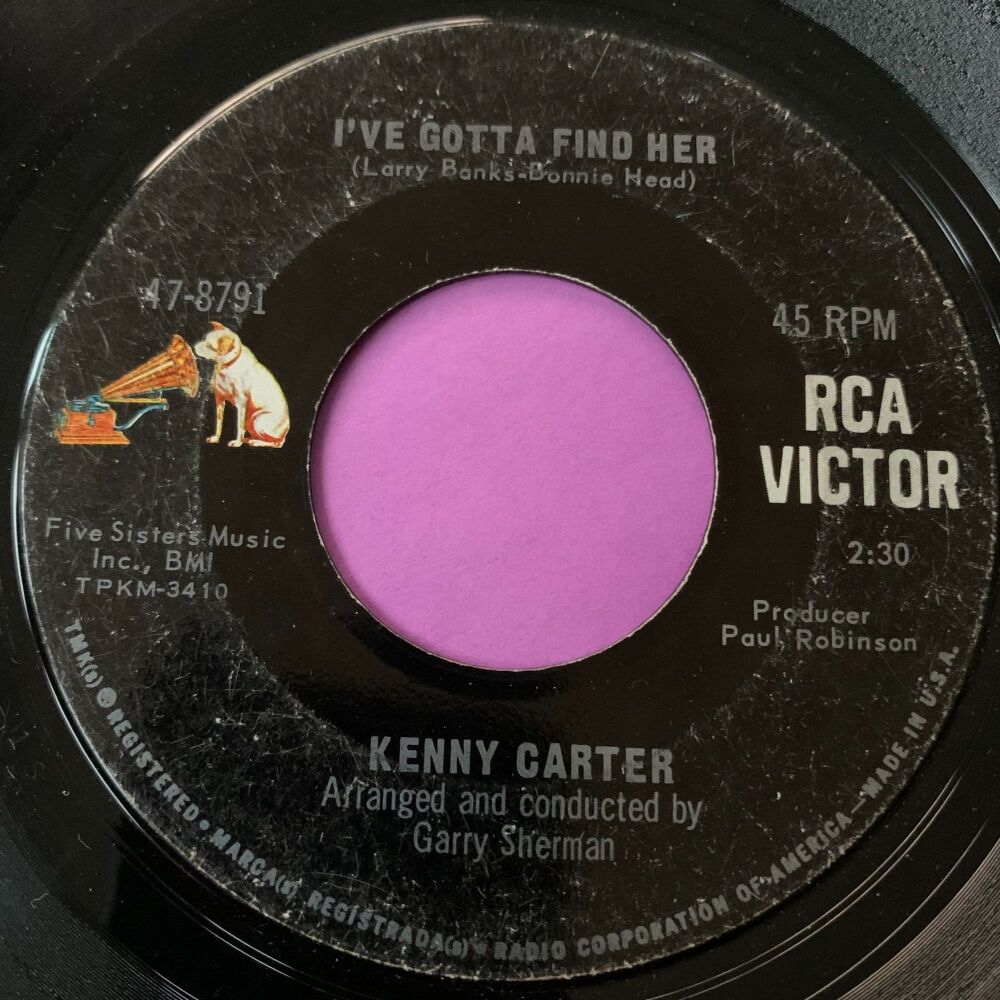 I'VE GOTTA FIND HER
(Larry Banks-Bonnie Head)
47-8791
45 RPM
RCA
VICTOR
Five Sisters Music
Inc., BMI
TPKM-3410
2:30
Producer
Paul Robinson
KENNY CARTER
Arranged and conducted by
Garry Sherman
TMK(s) ® REGISTERED • MARCA(s) REGISTRADA(s) • RADIO CORPORATION OF AMERICA—MADE IN U.S.A.